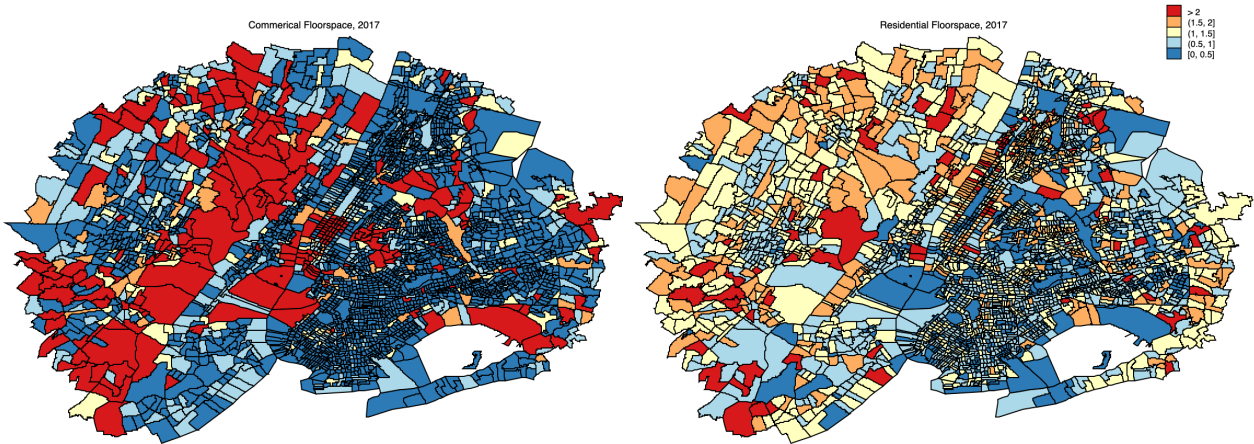 Commerical Floorspace, 2017
Residential Floorspace, 2017
> 2
(1.5, 2]
(1, 1.5]
(0.5, 1]
[0, 0.5]